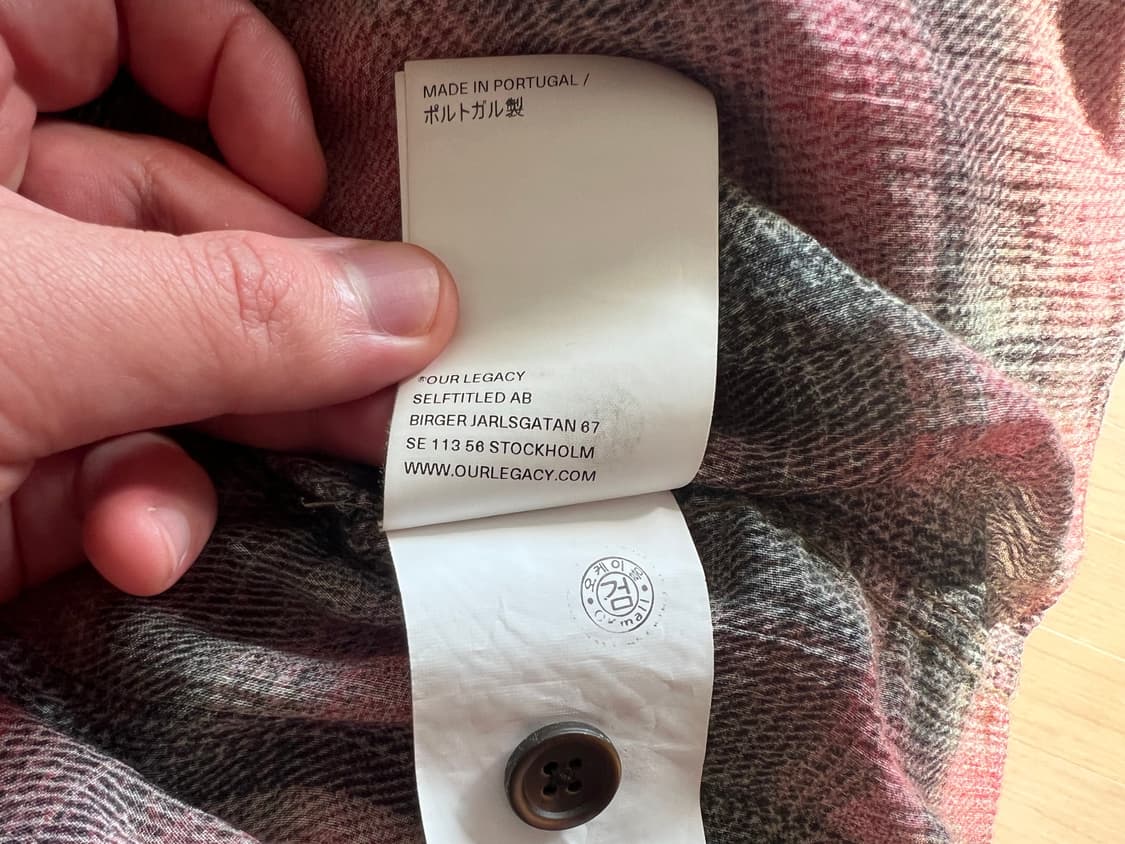 MADE IN PORTUGAL /
ポルトガル製
®OUR LEGACY
SELFTITLED AB
BIRGER JARLSGATAN 67
SE 113 56 STOCKHOLM
WWW.OURLEGACY.COM
오케이몰
검
mall